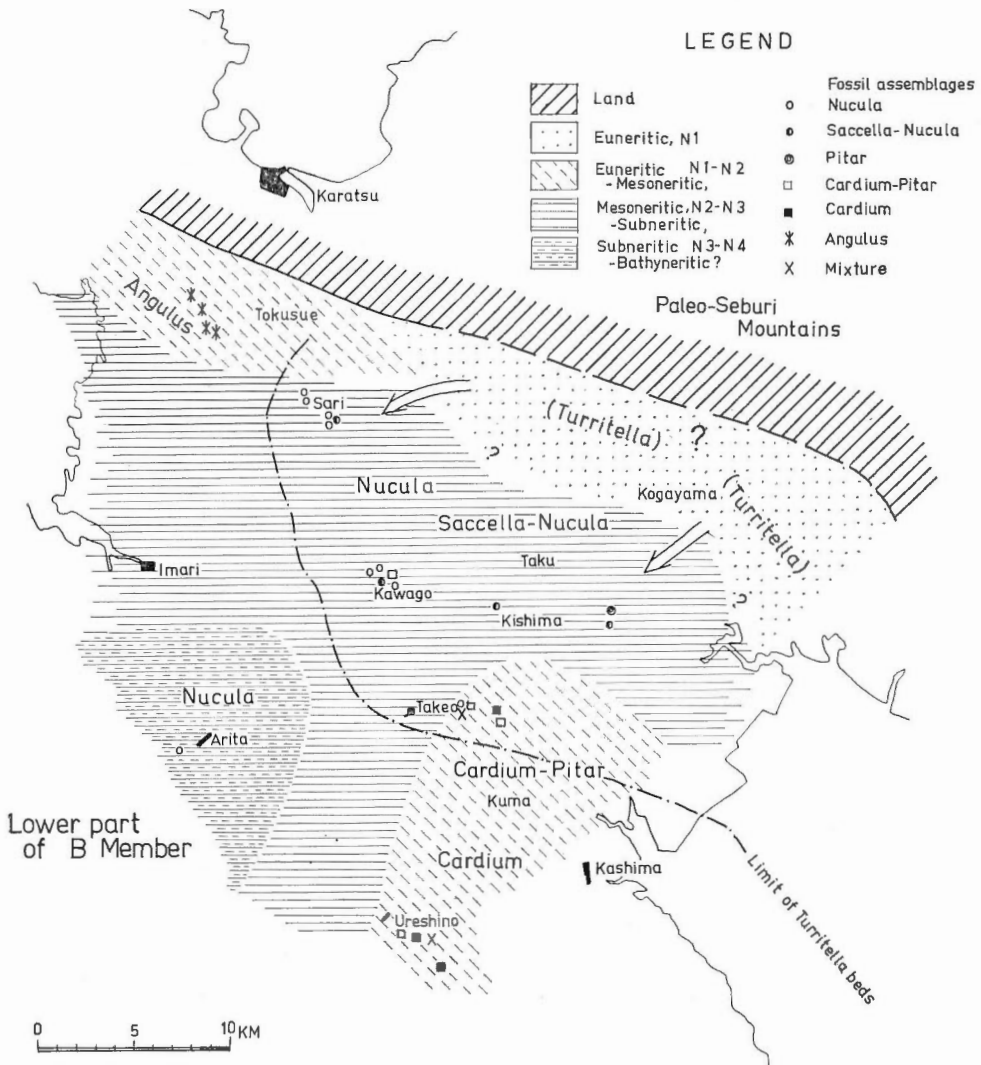 LEGEND
Land
Euneritic, N1
Euneritic N1-N2
-Mesoneritic,
Mesoneritic, N2-N3
-Subneritic,
Subneritic N3-N4
-Bathyneritic?
Fossil assemblages
Nucula
Saccella-Nucula
Pitar
Cardium-Pitar
Cardium
Angulus
Mixture
Karatsu
Paleo-Seburi
Mountains
Angulus
Tokusue
Sari
(Turritella) ?
?
Nucula
Kogayama
(Turritella)
Saccella-Nucula
Taku
Imari
Kawago
Kishima
?
Nucula
Takeo
Arita
Cardium-Pitar
Kuma
Lower part
of B Member
Cardium
Kashima
Limit of Turritella beds
Ureshino
0 5 10 KM